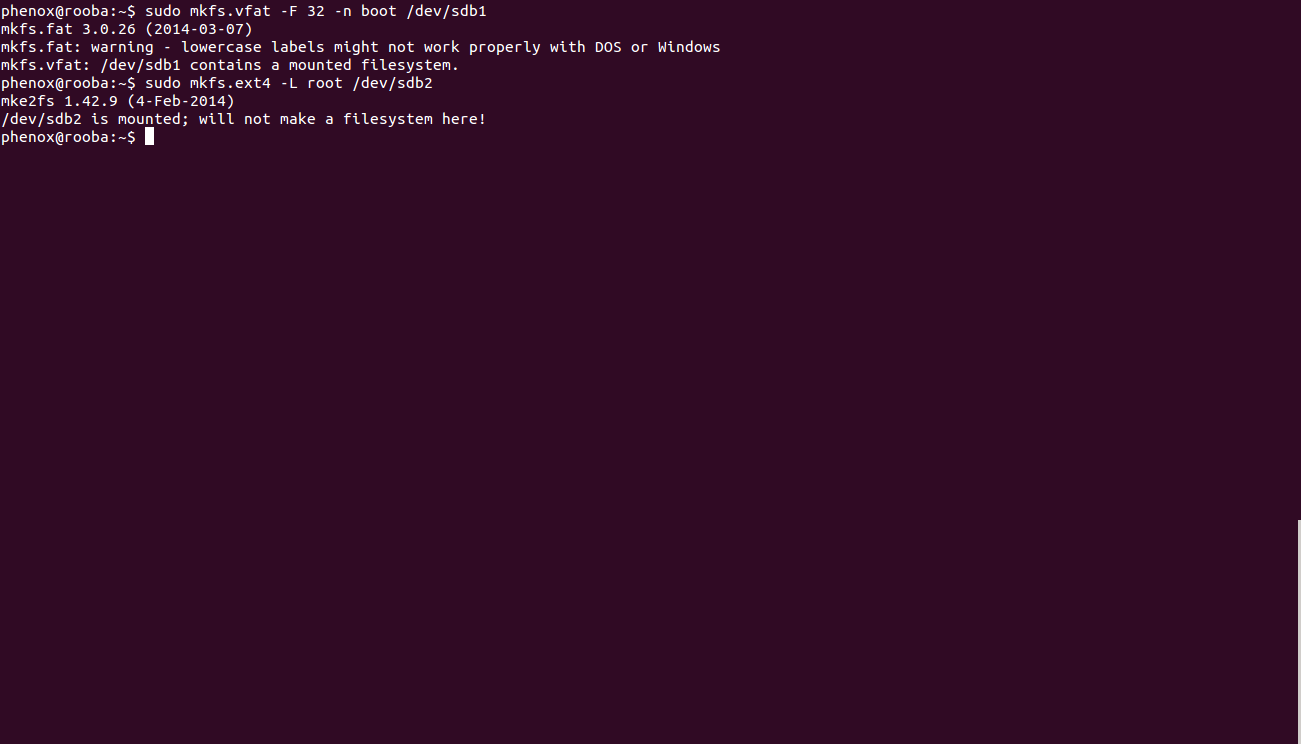 phenox@rooba:~$ sudo mkfs.vfat -F 32 -n boot /dev/sdb1
mkfs.fat 3.0.26 (2014-03-07)
mkfs.fat: warning - lowercase labels might not work properly with DOS or Windows
mkfs.vfat: /dev/sdb1 contains a mounted filesystem.
phenox@rooba:~$ sudo mkfs.ext4 -L root /dev/sdb2
mke2fs 1.42.9 (4-Feb-2014)
/dev/sdb2 is mounted; will not make a filesystem here!
phenox@rooba:~$